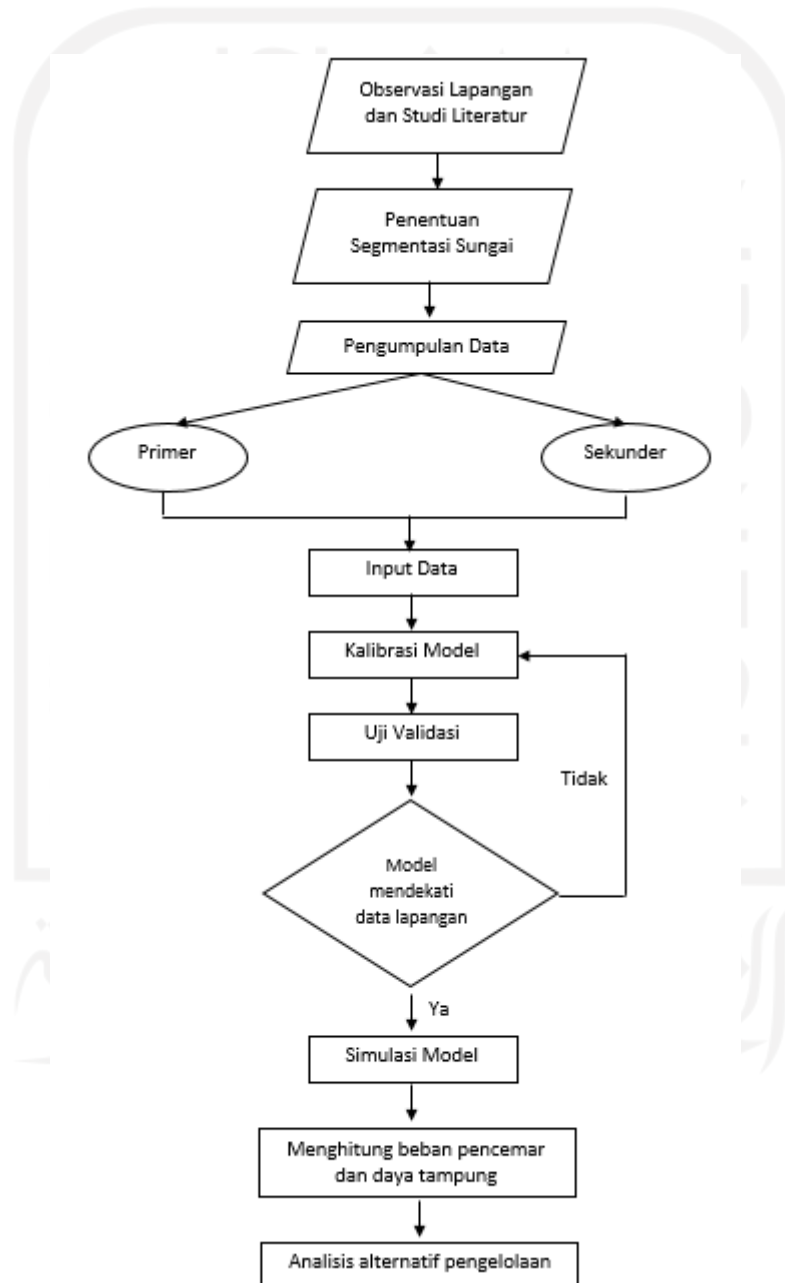 Observasi Lapangan
dan Studi Literatur
Penentuan
Segmentasi Sungai
Pengumpulan Data
Primer
Sekunder
Input Data
Kalibrasi Model
Uji Validasi
Tidak
Model
mendekati
data lapangan
Ya
Simulasi Model
Menghitung beban pencemar
dan daya tampung
Analisis alternatif pengelolaan